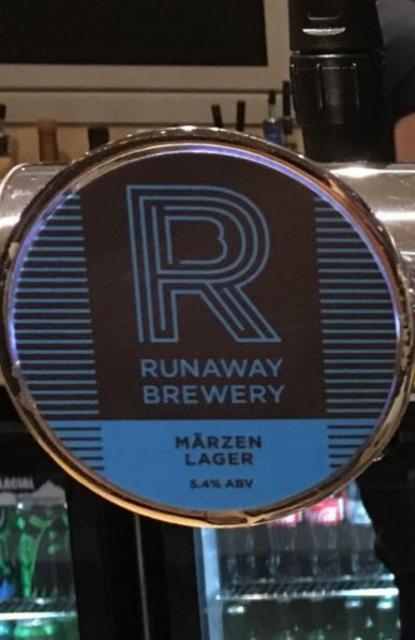 R
RUNAWAY
BREWERY
MÄRZEN
LAGER
5.4% ABV